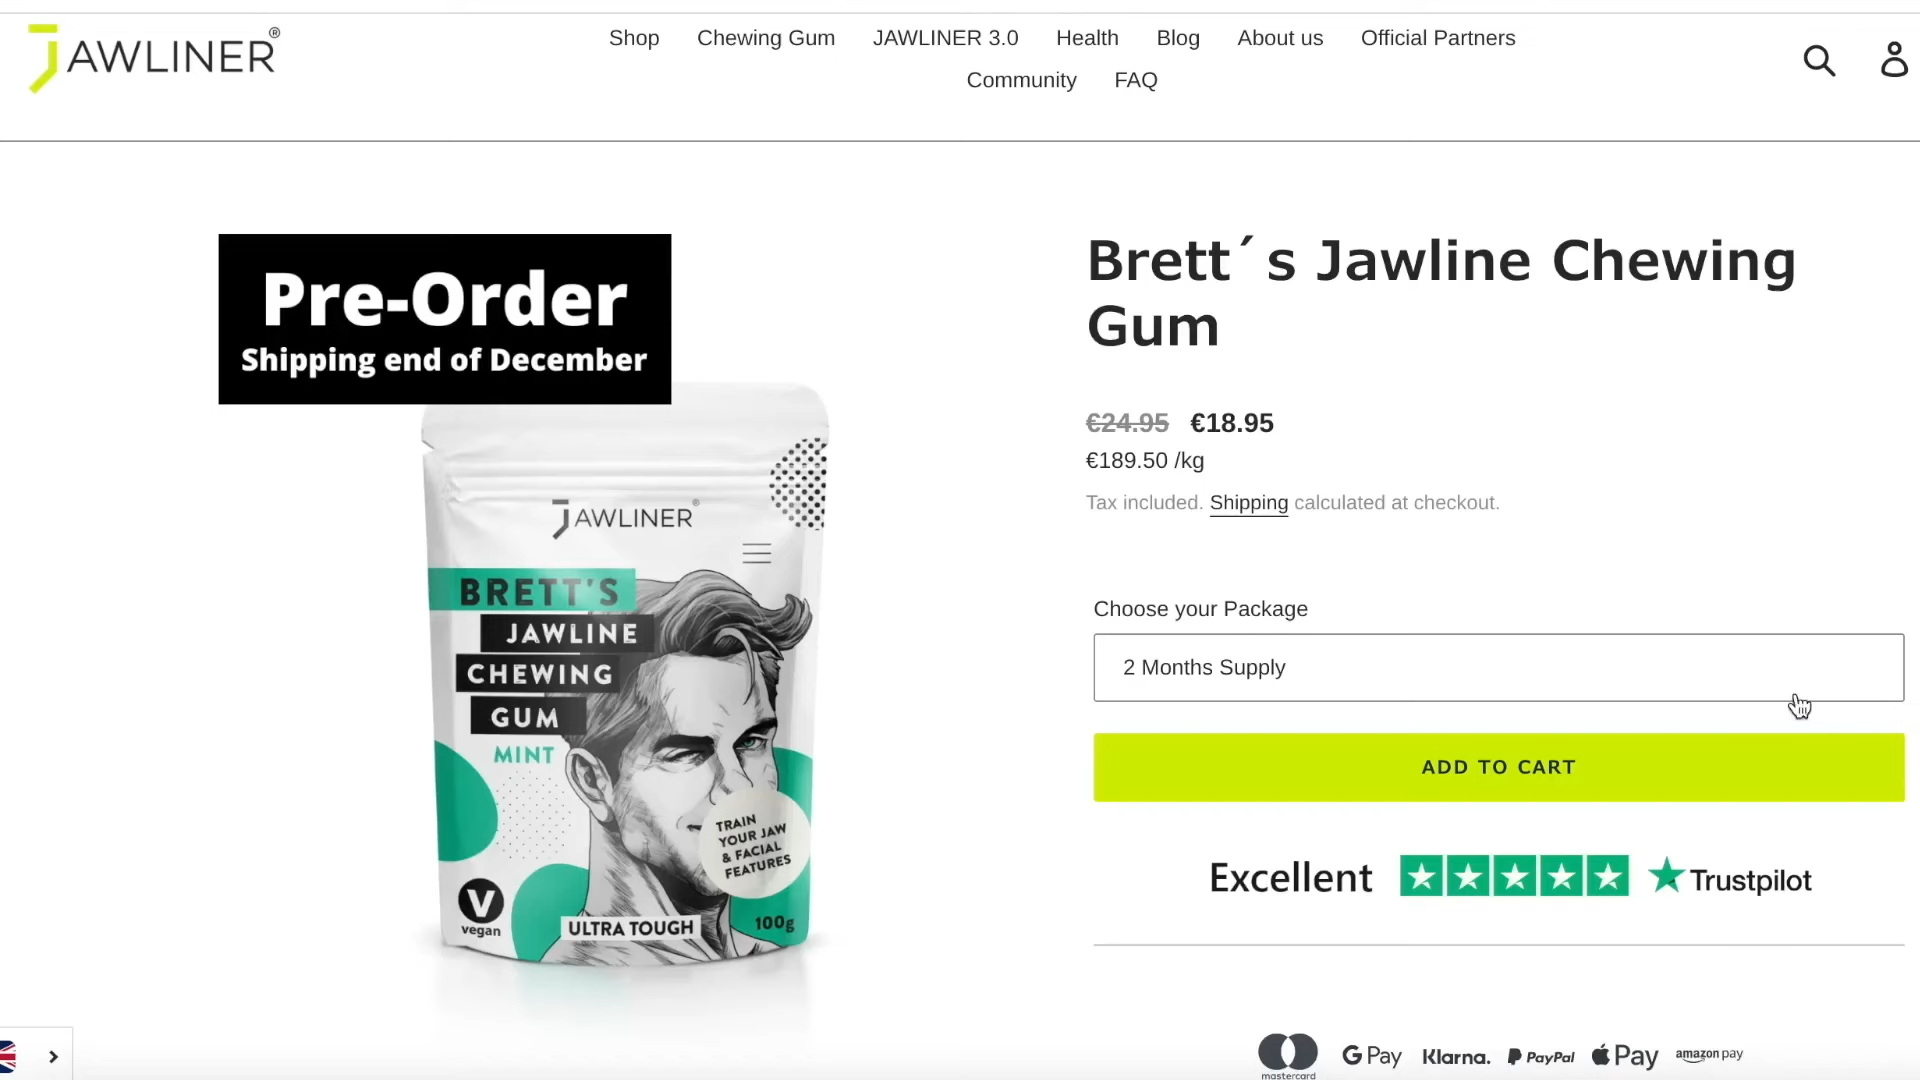 JAWLINER®
Shop Chewing Gum JAWLINER 3.0 Health Blog About us Official Partners
Community FAQ
Pre-Order
Shipping end of December
JAWLINER®
BRETT'S
JAWLINE
CHEWING
GUM
MINT
TRAIN
YOUR JAW
& FACIAL
FEATURES
V
vegan
ULTRA TOUGH
100g
Brett´s Jawline Chewing
Gum
€24.95 €18.95
€189.50 /kg
Tax included. Shipping calculated at checkout.
Choose your Package
2 Months Supply
ADD TO CART
Excellent Trustpilot
mastercard G Pay Klarna. PayPal Pay amazon pay